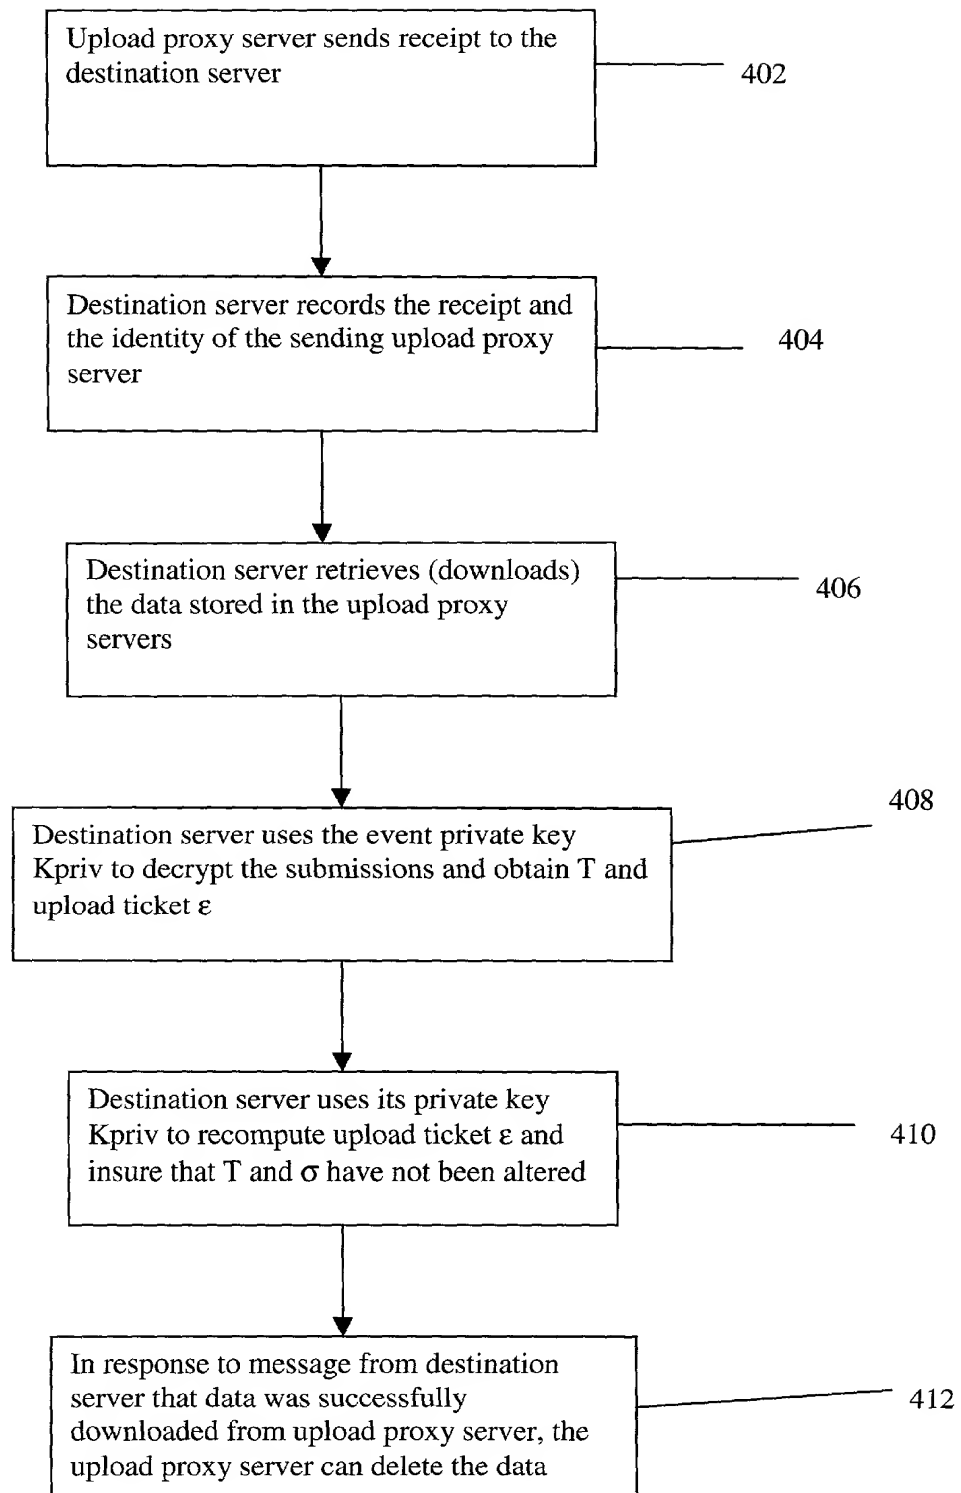 Upload proxy server sends receipt to the
destination server
402
Destination server records the receipt and
the identity of the sending upload proxy
server
404
Destination server retrieves (downloads)
the data stored in the upload proxy
servers
406
408
Destination server uses the event private key
Kpriv to decrypt the submissions and obtain T and
upload ticket ε
Destination server uses its private key
Kpriv to recompute upload ticket ε and
insure that T and σ have not been altered
410
In response to message from destination
server that data was successfully
downloaded from upload proxy server, the
upload proxy server can delete the data
412